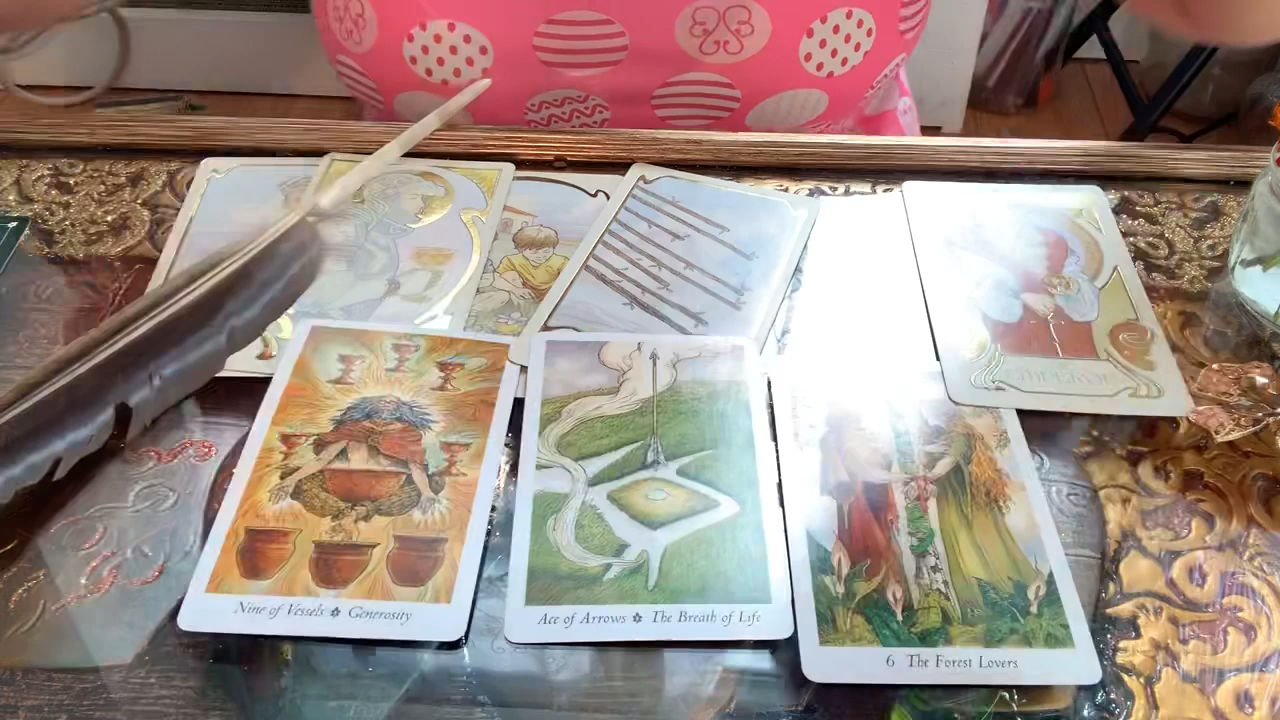 Nine of Vessels ✽ Generosity
Ace of Arrows ✽ The Breath of Life
6 The Forest Lovers